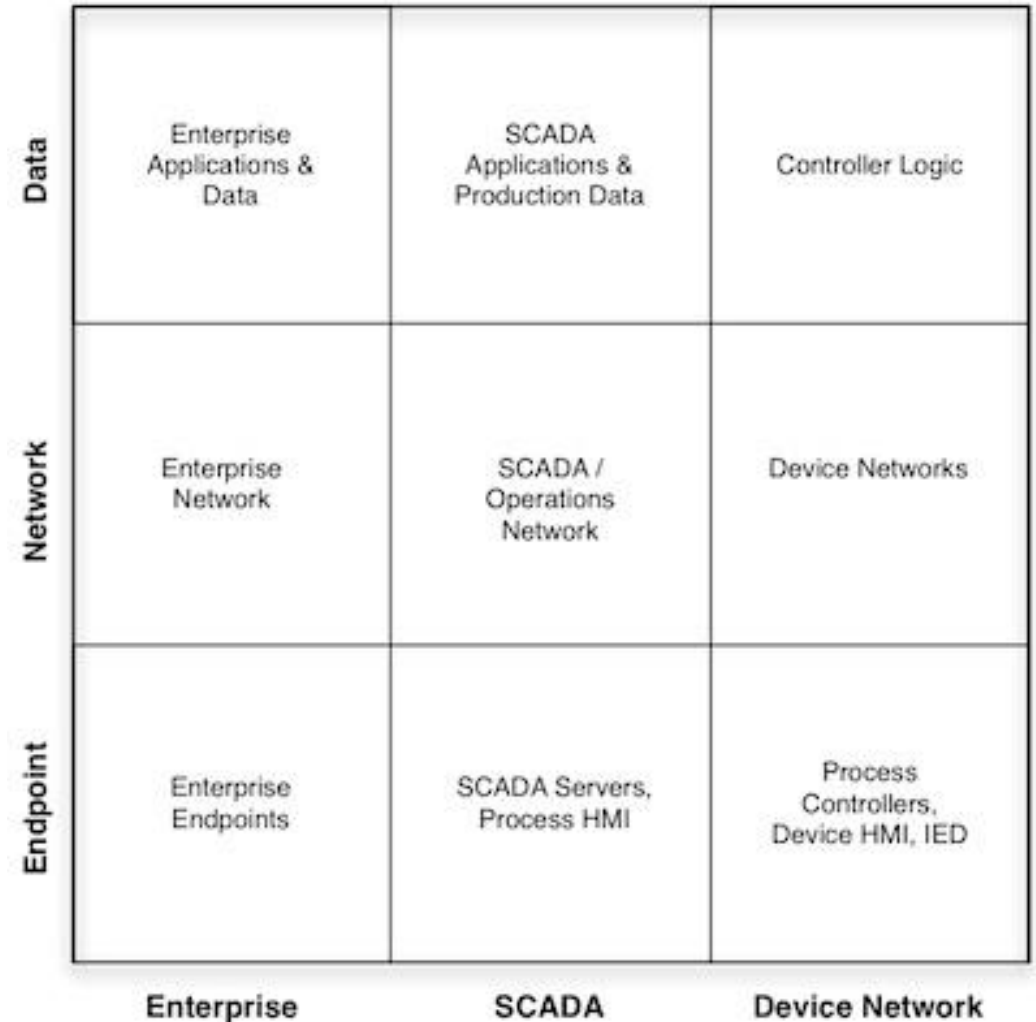 Data
Enterprise
Applications &
Data
SCADA
Applications &
Production Data
Controller Logic
Network
Enterprise
Network
SCADA /
Operations
Network
Device Networks
Endpoint
Enterprise
Endpoints
SCADA Servers,
Process HMI
Process
Controllers,
Device HMI, IED
Enterprise
SCADA
Device Network